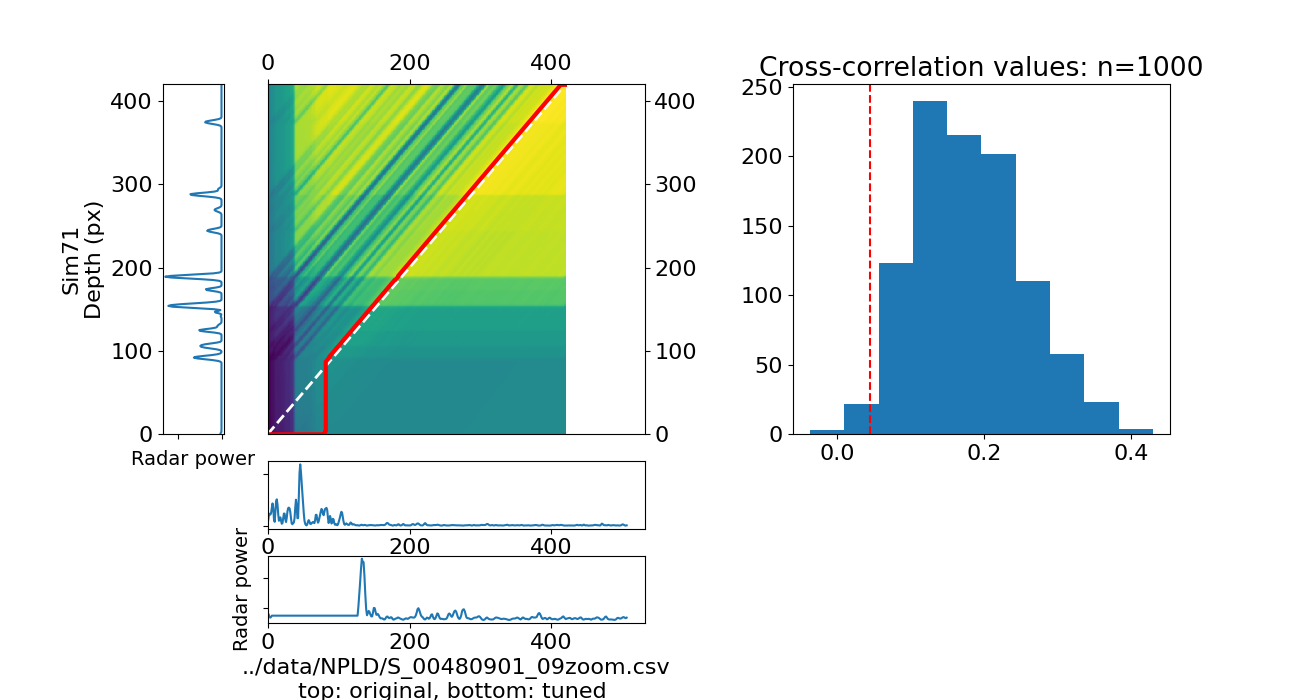 Cross-correlation values: n=1000
0 200 400
400
300
200
100
0
Sim71
Depth (px)
Radar power
400
300
200
100
0
250
200
150
100
50
0
0.0 0.2 0.4
0 200 400
Radar power
0 200 400
../data/NPLD/S_00480901_09zoom.csv
top: original, bottom: tuned